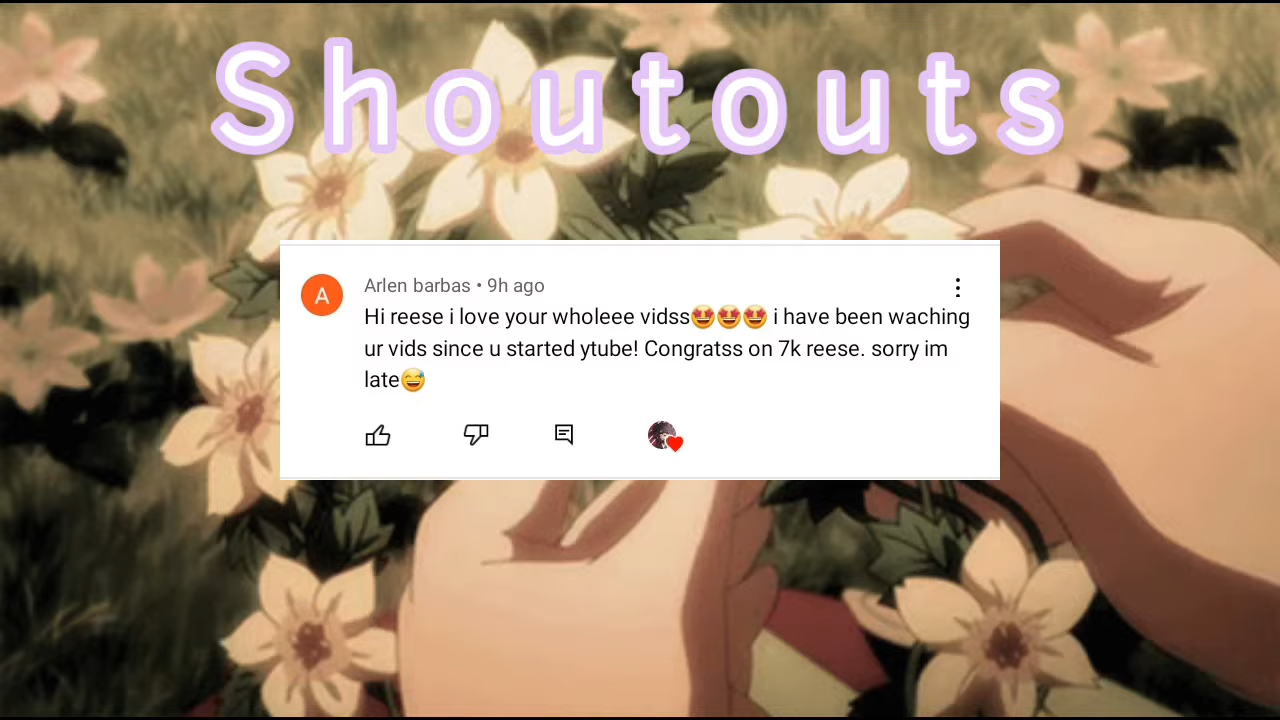 Shoutouts
A
Arlen barbas • 9h ago
Hi reese i love your wholeee vidss🤩🤩🤩 i have been waching
ur vids since u started ytube! Congratss on 7k reese. sorry im
late😅